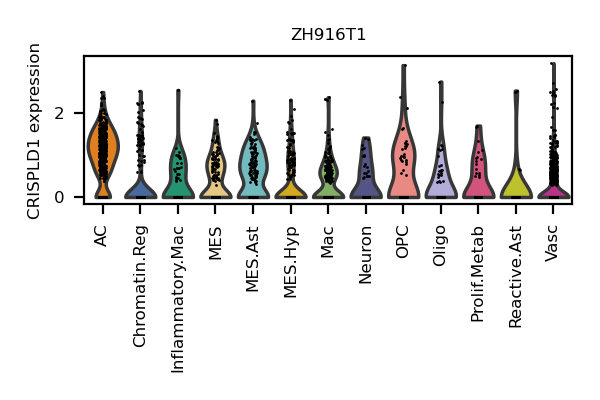 ZH916T1
CRISPLD1 expression
2
0
AC
Chromatin.Reg
Inflammatory.Mac
MES
MES.Ast
MES.Hyp
Mac
Neuron
OPC
Oligo
Prolif.Metab
Reactive.Ast
Vasc